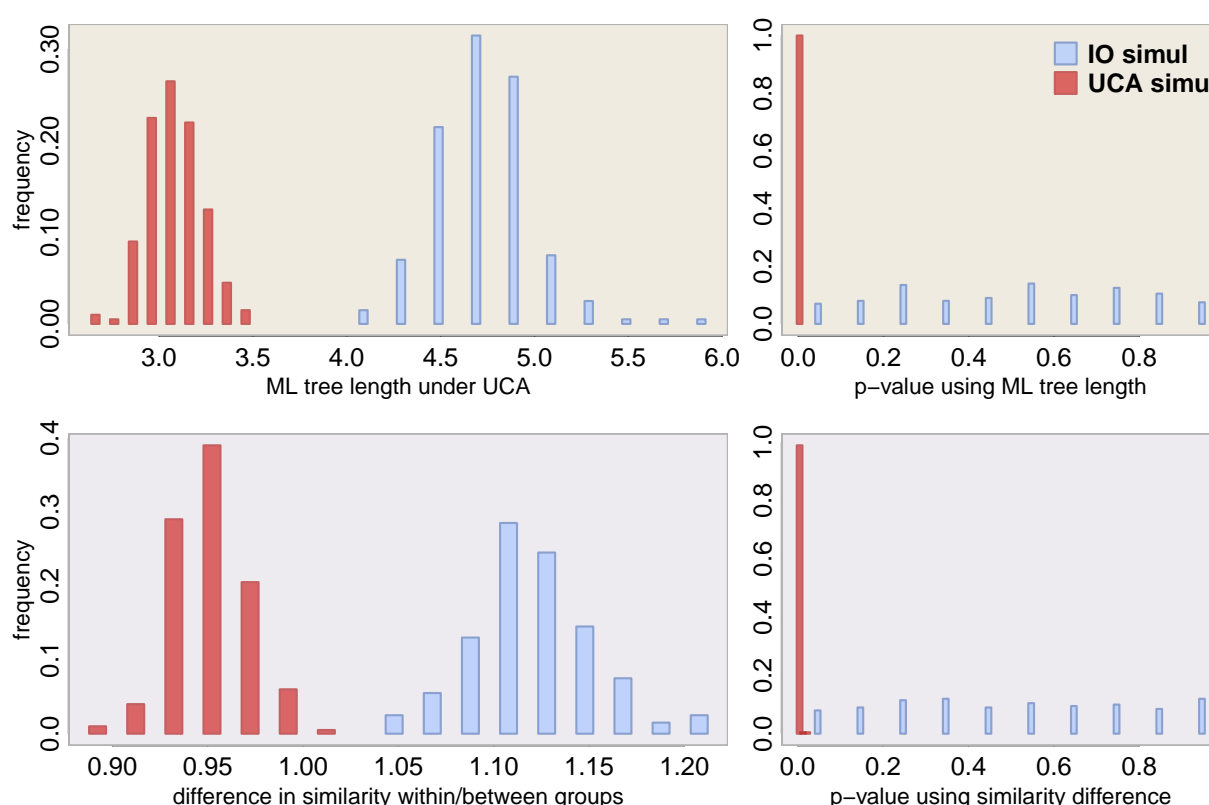 frequency
0.00 0.10 0.20 0.30
3.0 3.5 4.0 4.5 5.0 5.5 6.0
ML tree length under UCA
0.0 0.2 0.4 0.6 0.8 1.0
IO simul
UCA simu
0.0 0.2 0.4 0.6 0.8
p−value using ML tree length
frequency
0.0 0.1 0.2 0.3 0.4
0.90 0.95 1.00 1.05 1.10 1.15 1.20
difference in similarity within/between groups
0.0 0.2 0.4 0.6 0.8 1.0
0.0 0.2 0.4 0.6 0.8
p−value using similarity difference